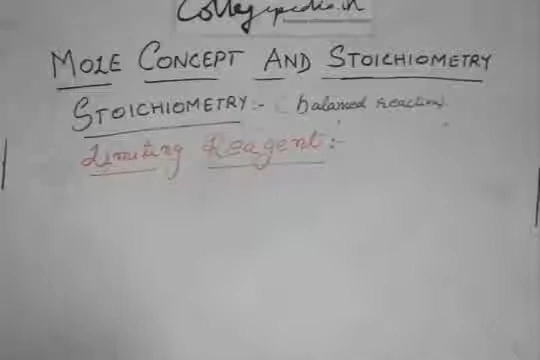 Collegepedia.in
MOLE CONCEPT AND STOICHIOMETRY
STOICHIOMETRY:- (balanced reaction)
Limiting Reagent:-